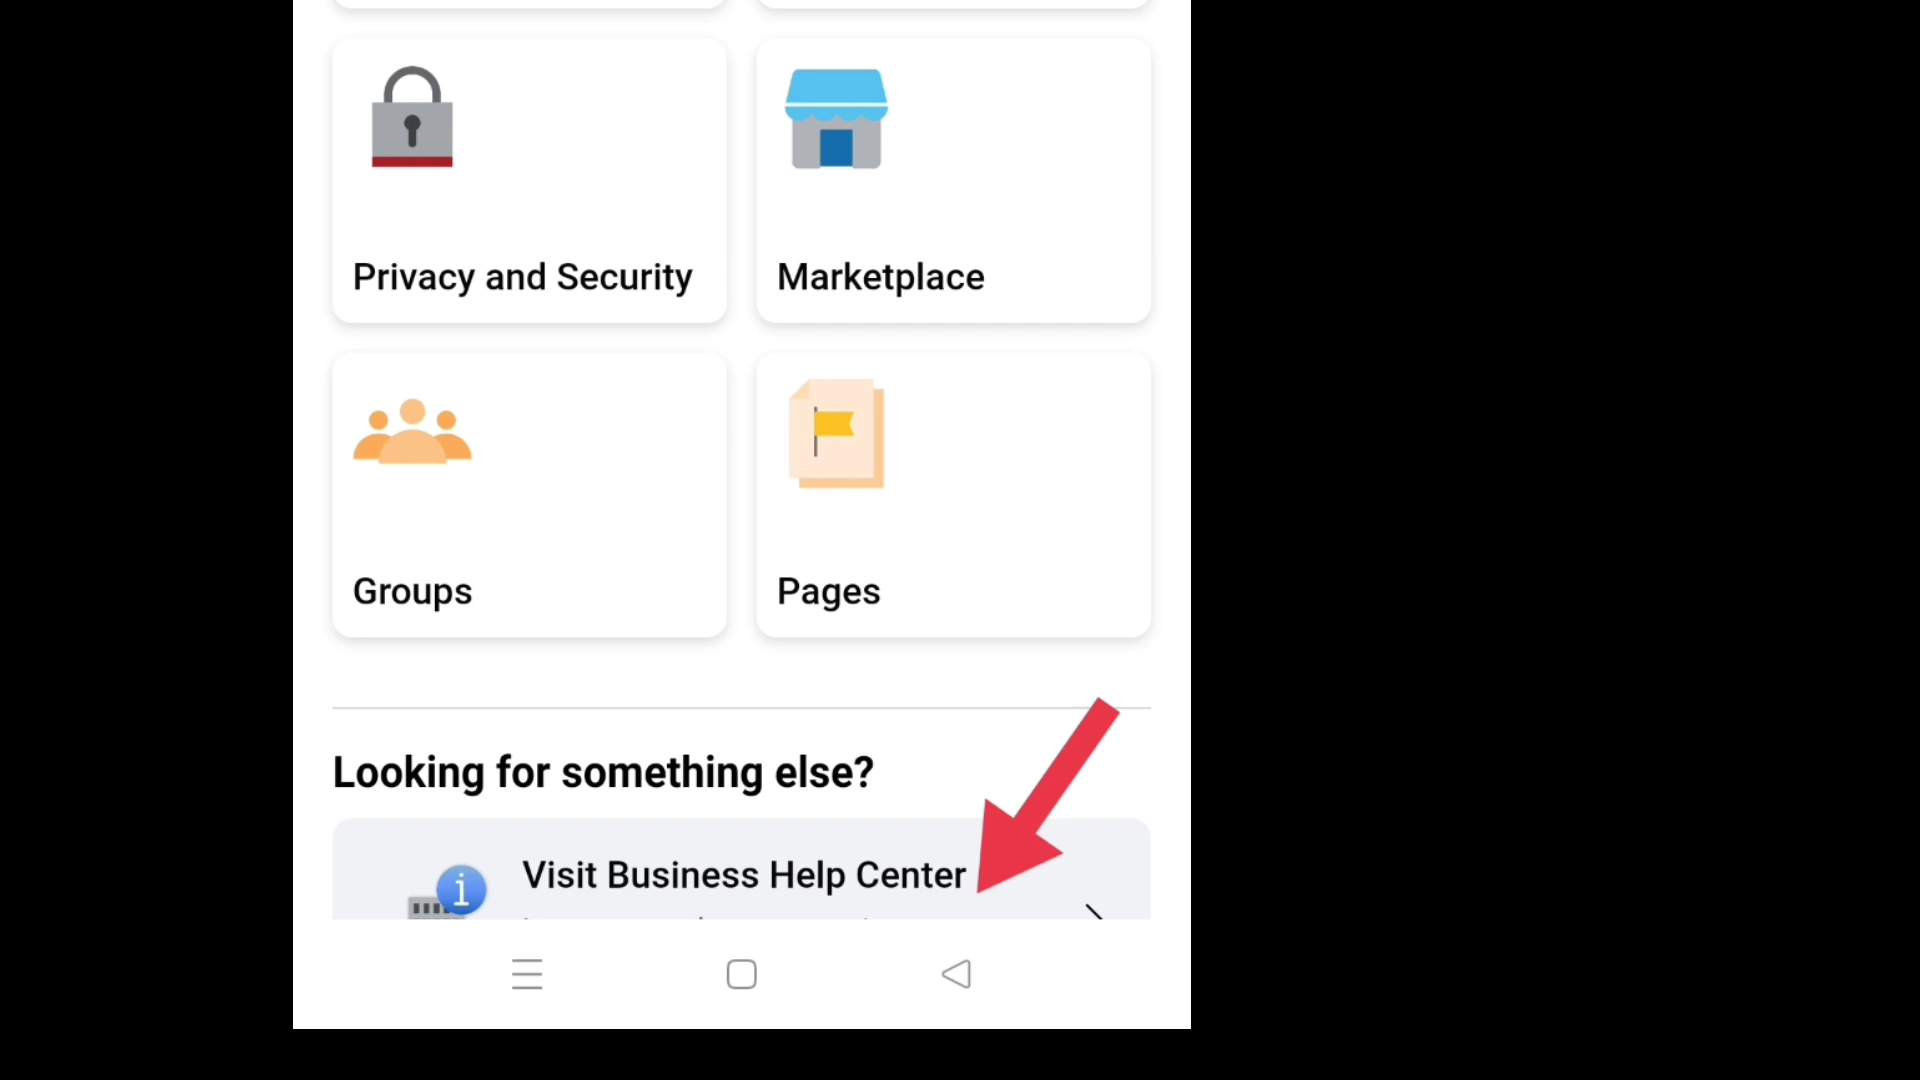 Privacy and Security
Marketplace
Groups
Pages
Looking for something else?
Visit Business Help Center